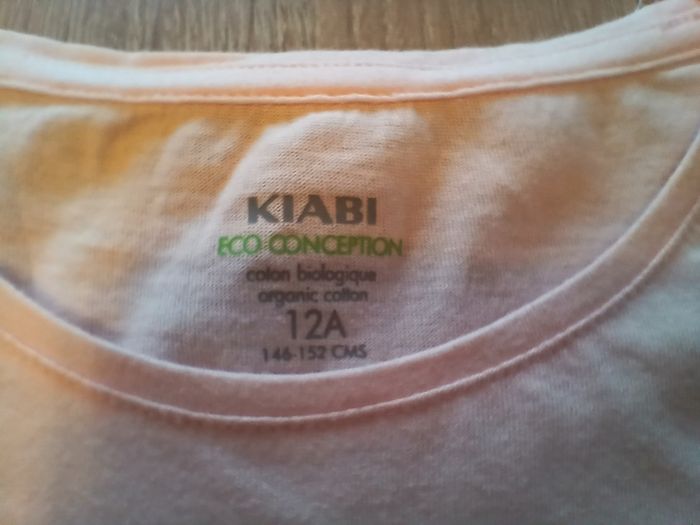 KIABI
ECO CONCEPTION
coton biologique
organic cotton
12A
146-152 CMS